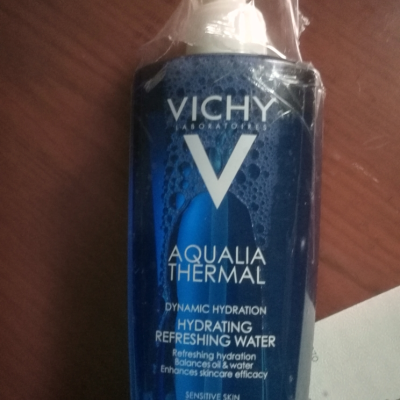 VICHY
LABORATOIRES
V
AQUALIA
THERMAL
DYNAMIC HYDRATION
HYDRATING
REFRESHING WATER
Refreshing hydration
Balances oil & water
Enhances skincare efficacy
SENSITIVE SKIN